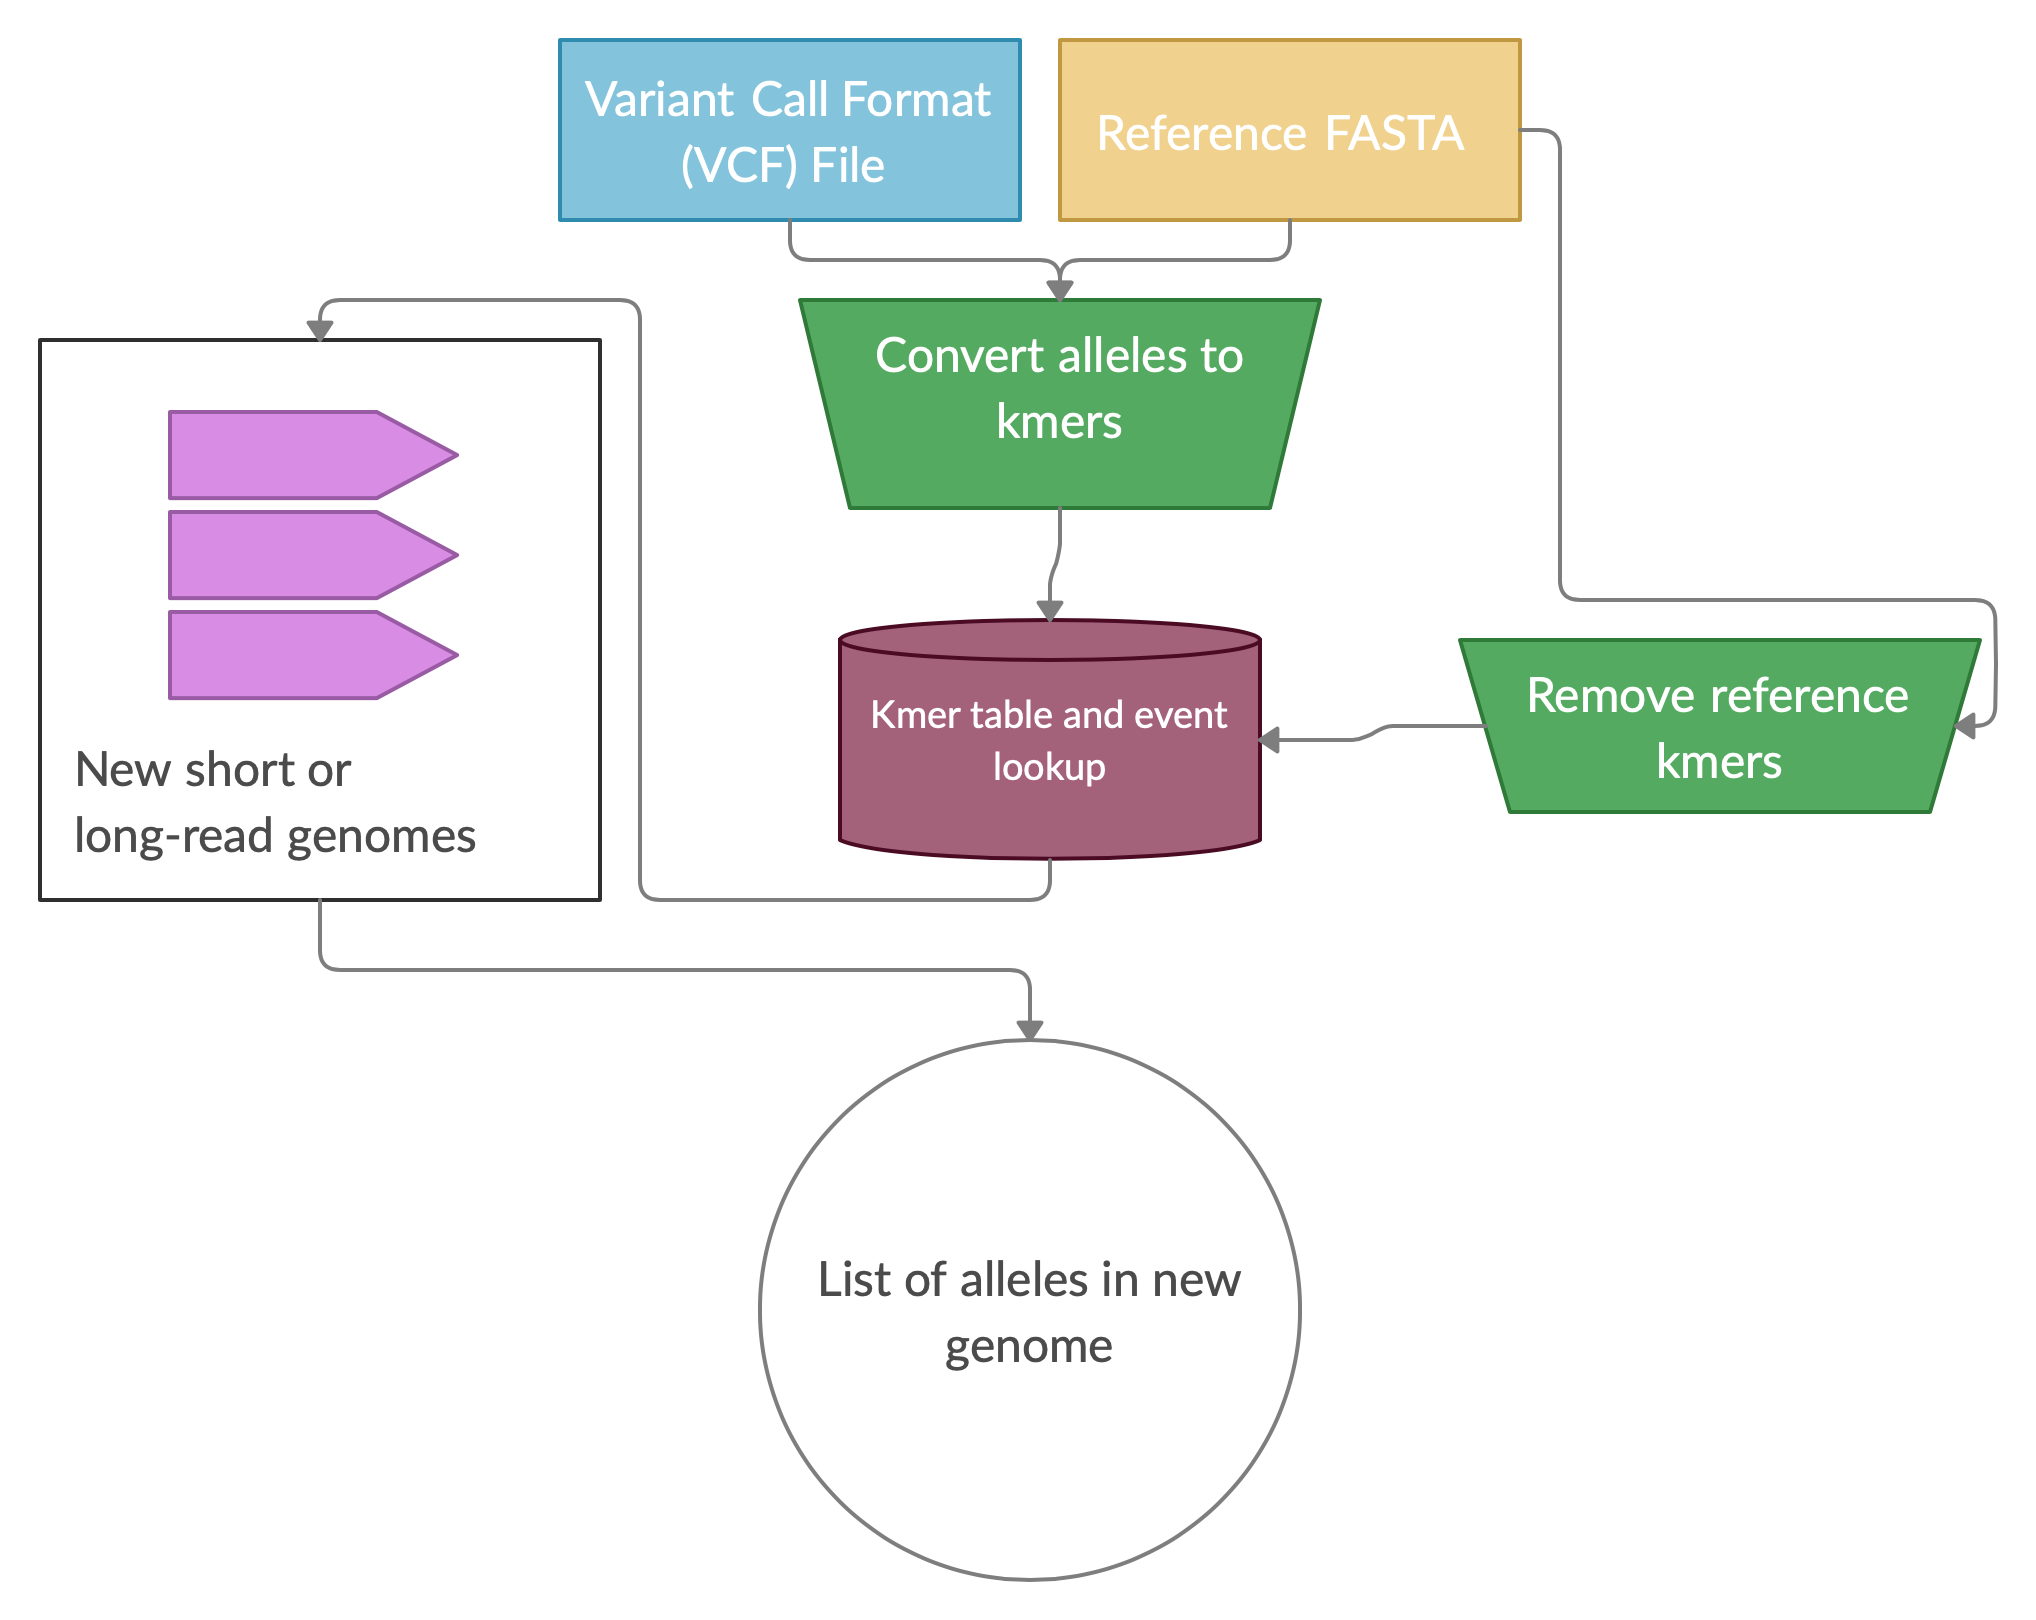 Variant Call Format
(VCF) File
Reference FASTA
Convert alleles to
kmers
Kmer table and event
lookup
Remove reference
kmers
New short or
long-read genomes
List of alleles in new
genome